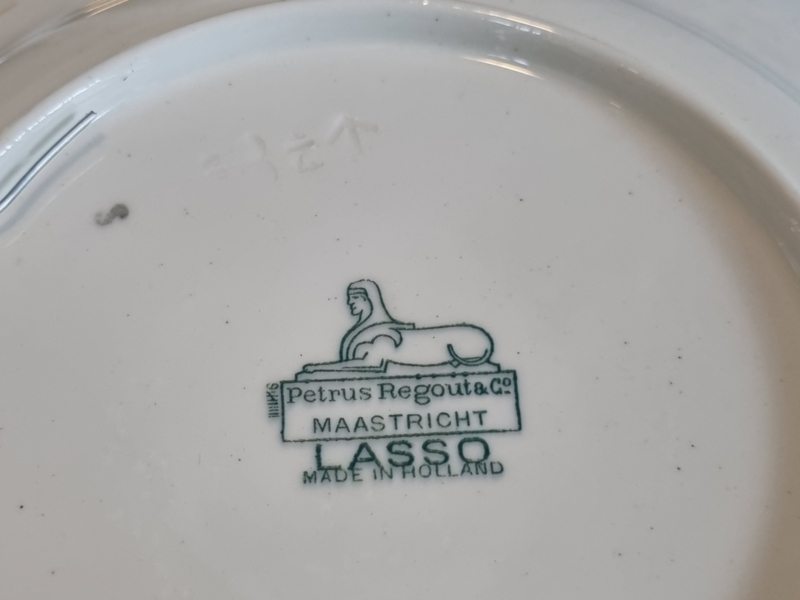 Petrus Regout & Co.
MAASTRICHT
LASSO
MADE IN HOLLAND